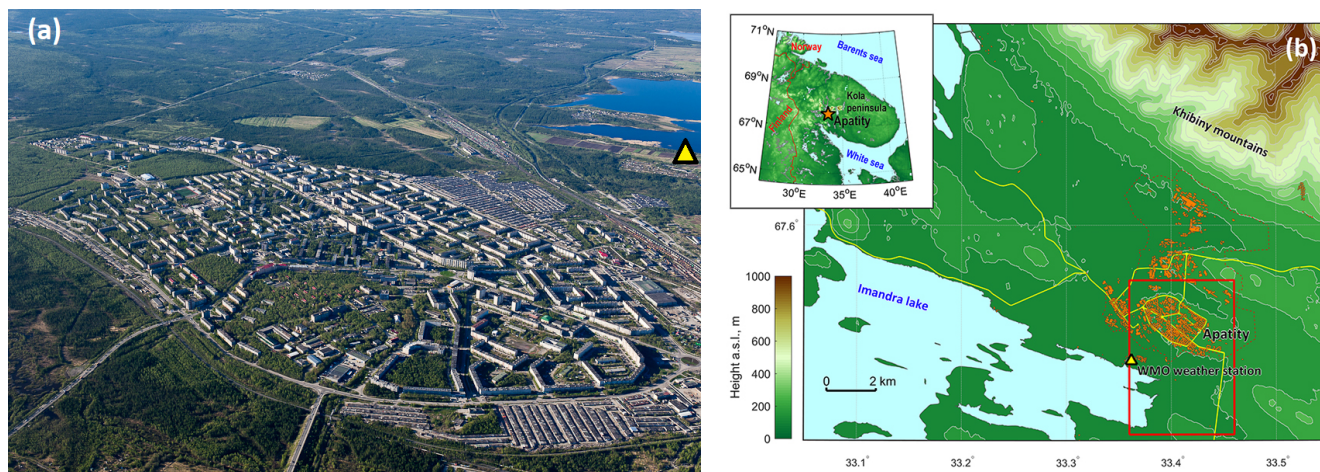 (a)
(b)
71°N
69°N
67°N
65°N
30°E
35°E
40°E
Norway
Barents sea
Finland
Kola
peninsula
Apatity
White sea
Khibiny mountains
67.6°
Height a.s.l., m
1000
800
600
400
200
0
Imandra lake
0 2 km
Apatity
WMO weather station
33.1
33.2
33.3
33.4
33.5